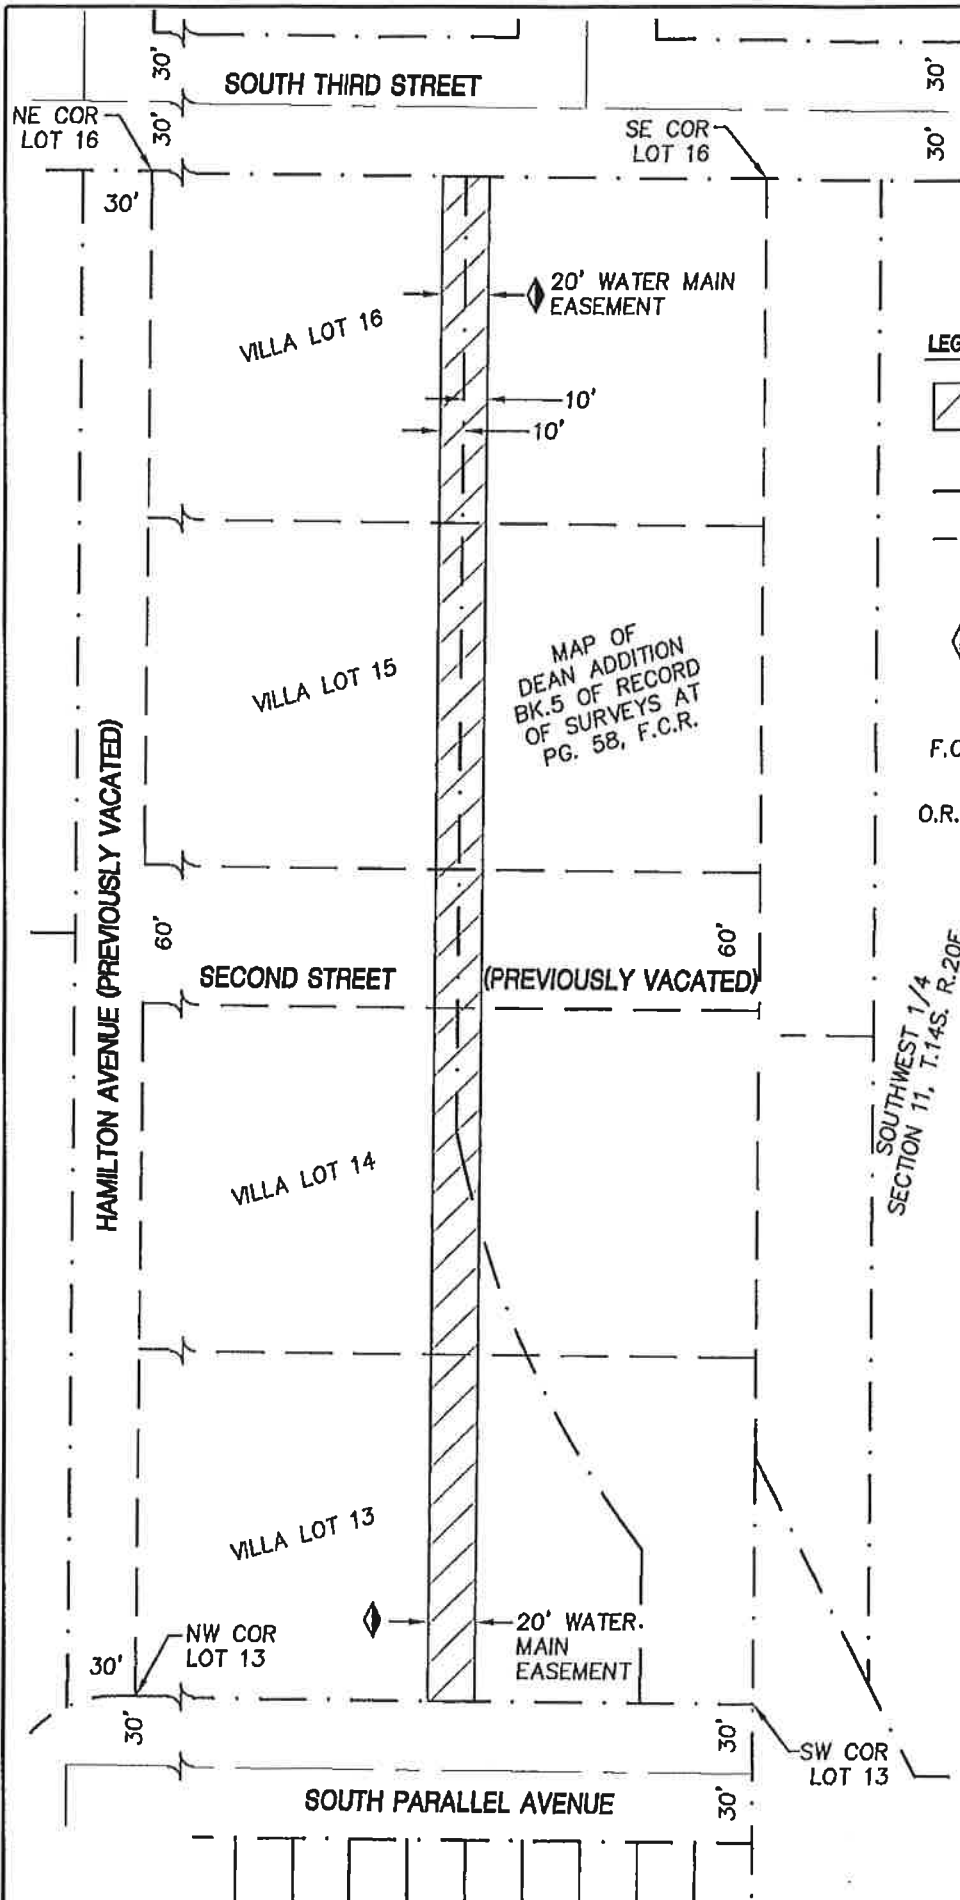 30'
SOUTH THIRD STREET
30'
NE COR
LOT 16
30'
SE COR
LOT 16
30'
30'
20' WATER MAIN
EASEMENT
VILLA LOT 16
LEG
10'
10'
MAP OF
DEAN ADDITION
BK.5 OF RECORD
OF SURVEYS AT
PG. 58, F.C.R.
VILLA LOT 15
HAMILTON AVENUE (PREVIOUSLY VACATED)
F.C
O.R.
60'
60'
SECOND STREET (PREVIOUSLY VACATED)
SOUTHWEST 1/4
SECTION 11, T.14S. R.20E
VILLA LOT 14
VILLA LOT 13
20' WATER
MAIN
EASEMENT
NW COR
LOT 13
30'
30'
30'
SW COR
LOT 13
SOUTH PARALLEL AVENUE
30'